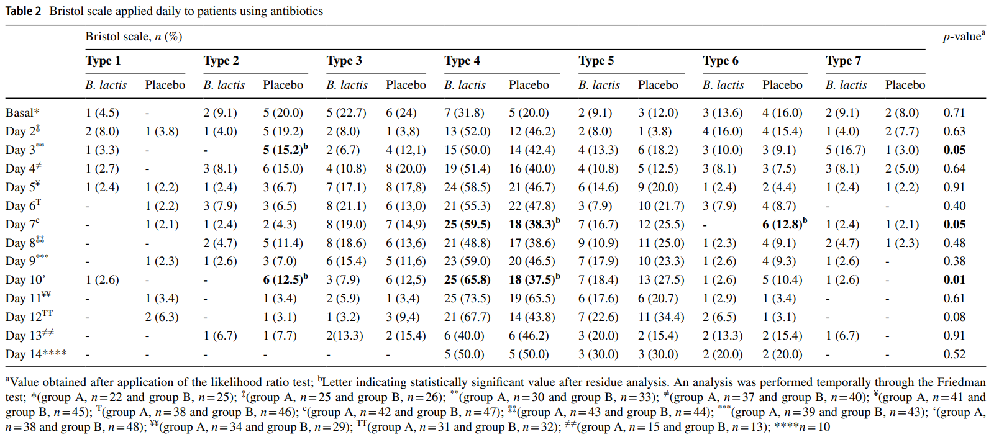 Table 2 Bristol scale applied daily to patients using antibiotics
Bristol scale, n (%) p-valueᵃ
Type 1 Type 2 Type 3 Type 4 Type 5 Type 6 Type 7
B. lactis Placebo B. lactis Placebo B. lactis Placebo B. lactis Placebo B. lactis Placebo B. lactis Placebo B. lactis Placebo
Basal* 1 (4.5) - 2 (9.1) 5 (20.0) 5 (22.7) 6 (24) 7 (31.8) 5 (20.0) 2 (9.1) 3 (12.0) 3 (13.6) 4 (16.0) 2 (9.1) 2 (8.0) 0.71
Day 2⁑ 2 (8.0) 1 (3.8) 1 (4.0) 5 (19.2) 2 (8.0) 1 (3,8) 13 (52.0) 12 (46.2) 2 (8.0) 1 (3.8) 4 (16.0) 4 (15.4) 1 (4.0) 2 (7.7) 0.63
Day 3** 1 (3.3) - - 5 (15.2)ᵇ 2 (6.7) 4 (12,1) 15 (50.0) 14 (42.4) 4 (13.3) 6 (18.2) 3 (10.0) 3 (9.1) 5 (16.7) 1 (3.0) 0.05
Day 4≠ 1 (2.7) - 3 (8.1) 6 (15.0) 4 (10.8) 8 (20,0) 19 (51.4) 16 (40.0) 4 (10.8) 5 (12.5) 3 (8.1) 3 (7.5) 3 (8.1) 2 (5.0) 0.64
Day 5¥ 1 (2.4) 1 (2.2) 1 (2.4) 3 (6.7) 7 (17.1) 8 (17,8) 24 (58.5) 21 (46.7) 6 (14.6) 9 (20.0) 1 (2.4) 2 (4.4) 1 (2.4) 1 (2.2) 0.91
Day 6Ŧ - 1 (2.2) 3 (7.9) 3 (6.5) 8 (21.1) 6 (13,0) 21 (55.3) 22 (47.8) 3 (7.9) 10 (21.7) 3 (7.9) 4 (8.7) - - 0.40
Day 7ᶜ - 1 (2.1) 1 (2.4) 2 (4.3) 8 (19.0) 7 (14,9) 25 (59.5) 18 (38.3)ᵇ 7 (16.7) 12 (25.5) - 6 (12.8)ᵇ 1 (2.4) 1 (2.1) 0.05
Day 8⁑⁑ - - 2 (4.7) 5 (11.4) 8 (18.6) 6 (13,6) 21 (48.8) 17 (38.6) 9 (10.9) 11 (25.0) 1 (2.3) 4 (9.1) 2 (4.7) 1 (2.3) 0.48
Day 9*** - 1 (2.3) 1 (2.6) 3 (7.0) 6 (15.4) 5 (11,6) 23 (59.0) 20 (46.5) 7 (17.9) 10 (23.3) 1 (2.6) 4 (9.3) 1 (2.6) - 0.38
Day 10’ 1 (2.6) - - 6 (12.5)ᵇ 3 (7.9) 6 (12,5) 25 (65.8) 18 (37.5)ᵇ 7 (18.4) 13 (27.5) 1 (2.6) 5 (10.4) 1 (2.6) - 0.01
Day 11¥¥ - 1 (3.4) - 1 (3.4) 2 (5.9) 1 (3,4) 25 (73.5) 19 (65.5) 6 (17.6) 6 (20.7) 1 (2.9) 1 (3.4) - - 0.61
Day 12ŦŦ - 2 (6.3) - 1 (3.1) 1 (3.2) 3 (9,4) 21 (67.7) 14 (43.8) 7 (22.6) 11 (34.4) 2 (6.5) 1 (3.1) - - 0.08
Day 13≠≠ - - 1 (6.7) 1 (7.7) 2(13.3) 2 (15,4) 6 (40.0) 6 (46.2) 3 (20.0) 2 (15.4) 2 (13.3) 2 (15.4) 1 (6.7) - 0.91
Day 14**** - - - - - - 5 (50.0) 5 (50.0) 3 (30.0) 3 (30.0) 2 (20.0) 2 (20.0) - - 0.52
ᵃValue obtained after application of the likelihood ratio test; ᵇLetter indicating statistically significant value after residue analysis. An analysis was performed temporally through the Friedman
test; *(group A, n=22 and group B, n=25); ⁑(group A, n=25 and group B, n=26); **(group A, n=30 and group B, n=33); ≠(group A, n=37 and group B, n=40); ¥(group A, n=41 and
group B, n=45); Ŧ(group A, n=38 and group B, n=46); ᶜ(group A, n=42 and group B, n=47); ⁑⁑(group A, n=43 and group B, n=44); ***(group A, n=39 and group B, n=43); ‘(group A,
n=38 and group B, n=48); ¥¥(group A, n=34 and group B, n=29); ŦŦ(group A, n=31 and group B, n=32); ≠≠(group A, n=15 and group B, n=13); ****n=10